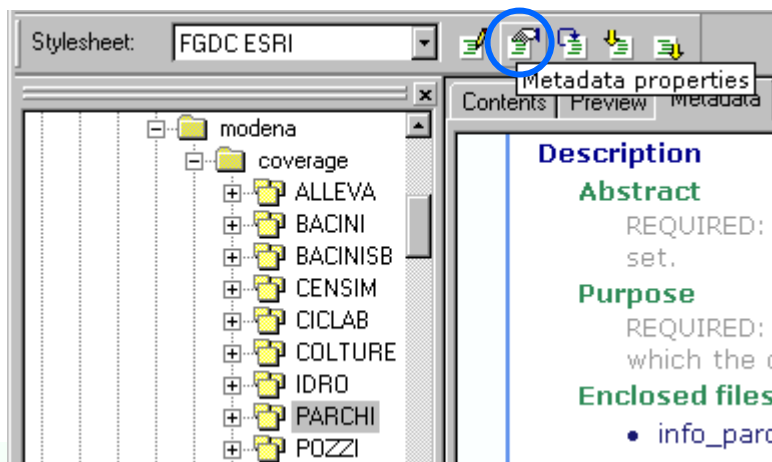 Stylesheet: FGDC ESRI
Metadata properties
Contents Preview Metadata
modena
coverage
ALLEVA
BACINI
BACINISB
CENSIM
CICLAB
COLTURE
IDRO
PARCHI
POZZI
Description
Abstract
REQUIRED:
set.
Purpose
REQUIRED:
which the
Enclosed files
info_parc